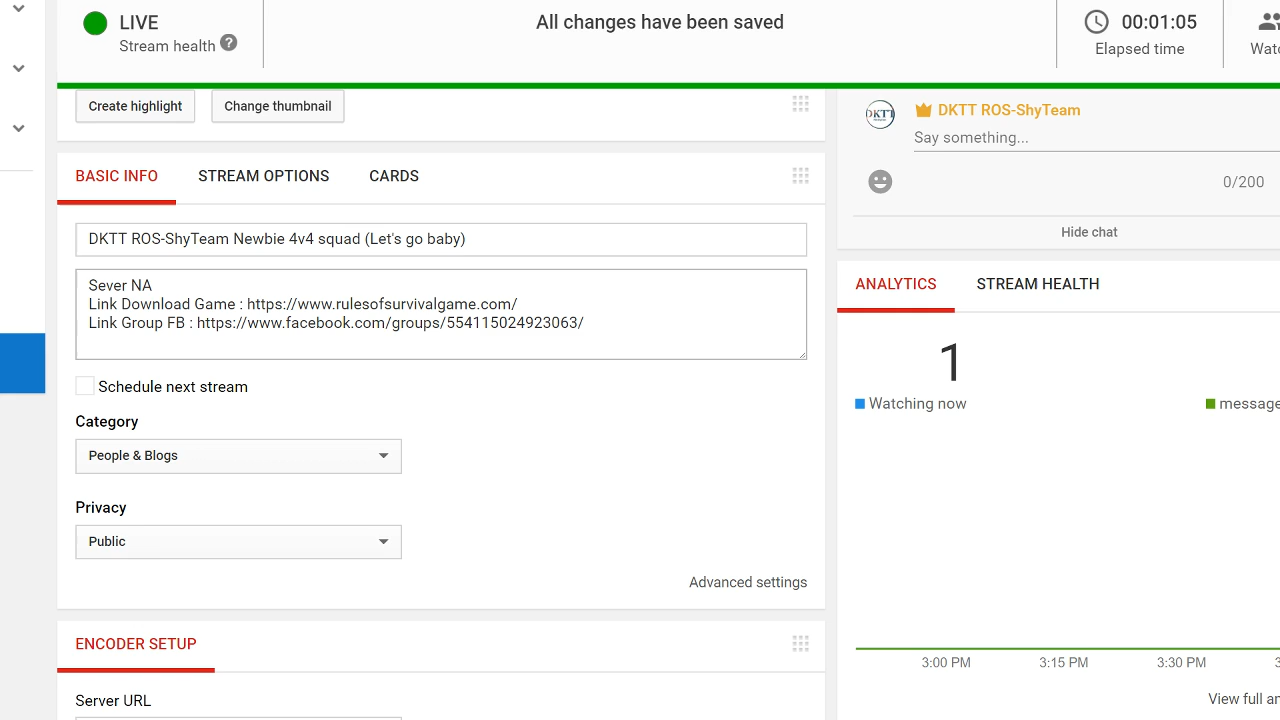 LIVE
Stream health ?
All changes have been saved
00:01:05
Elapsed time
Create highlight
Change thumbnail
DKTT ROS-ShyTeam
Say something...
0/200
Hide chat
BASIC INFO
STREAM OPTIONS
CARDS
DKTT ROS-ShyTeam Newbie 4v4 squad (Let's go baby)
Sever NA
Link Download Game : https://www.rulesofsurvivalgame.com/
Link Group FB : https://www.facebook.com/groups/554115024923063/
Schedule next stream
Category
People & Blogs
Privacy
Public
Advanced settings
ENCODER SETUP
Server URL
ANALYTICS
STREAM HEALTH
1
Watching now
message
3:00 PM
3:15 PM
3:30 PM
View full